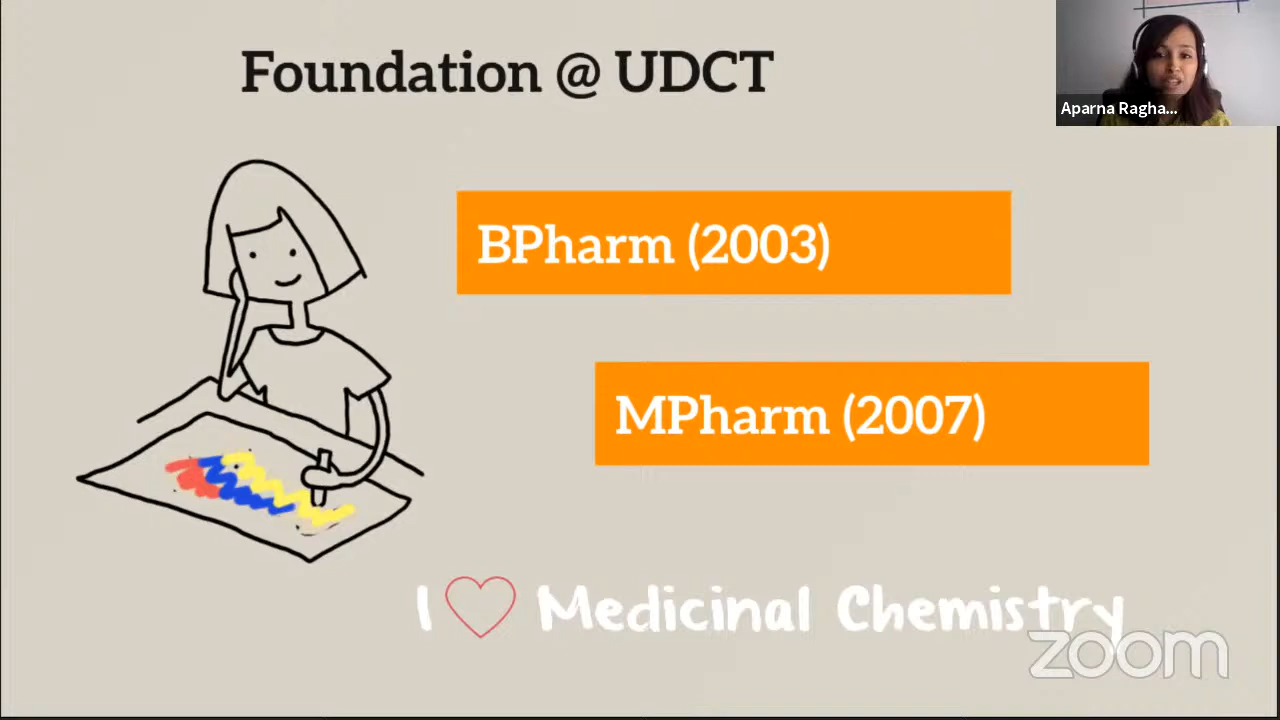 Foundation @ UDCT
Aparna Ragha...
BPharm (2003)
MPharm (2007)
I Medicinal Chemistry
zoom